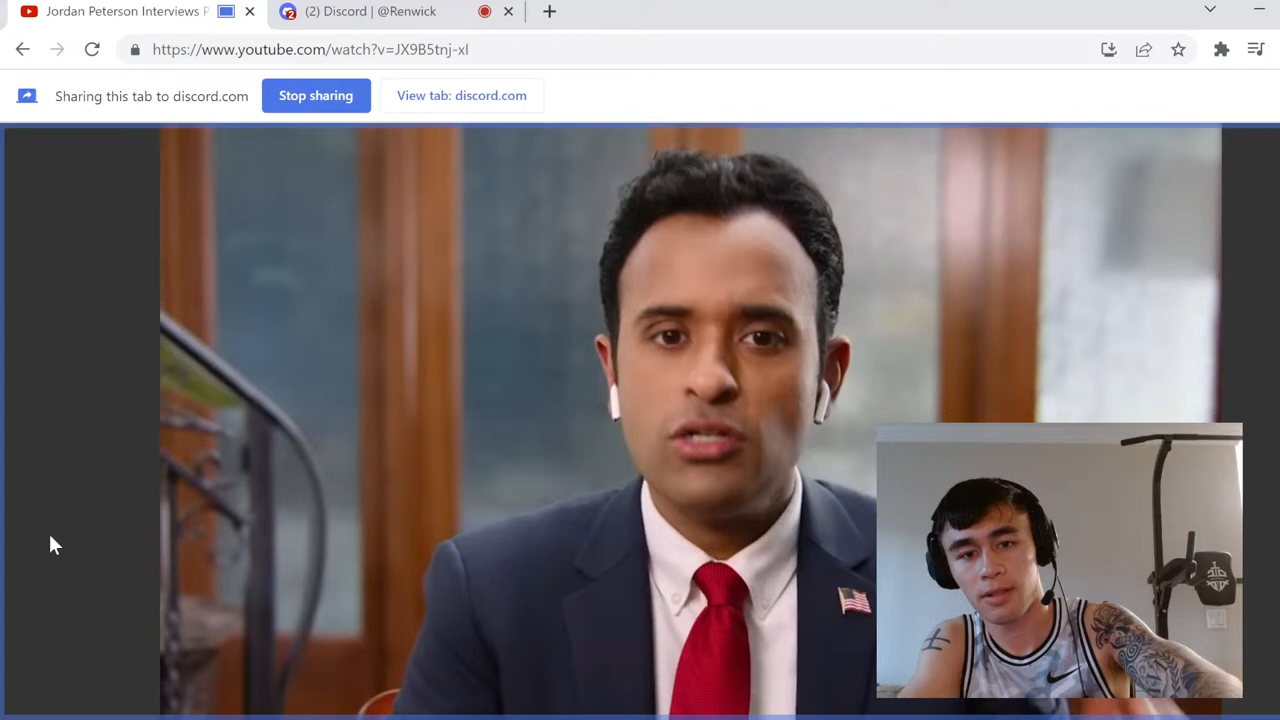 Jordan Peterson Interviews P
(2) Discord | @Renwick
https://www.youtube.com/watch?v=JX9B5tnj-xI
Sharing this tab to discord.com
Stop sharing
View tab: discord.com